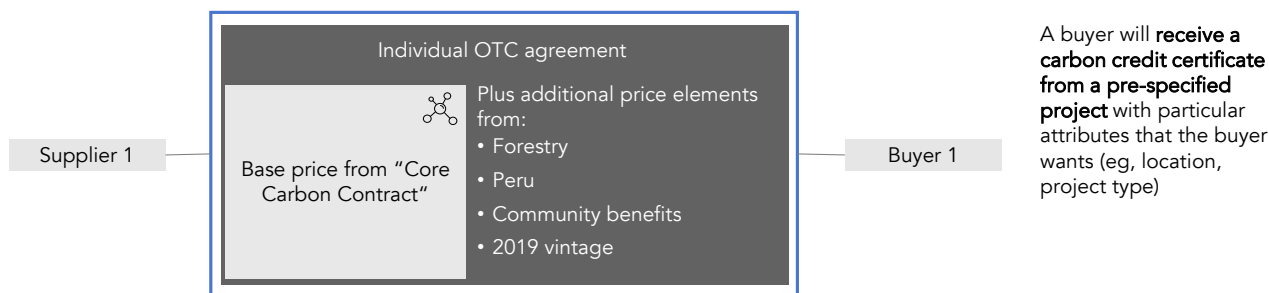 Individual OTC agreement
Supplier 1
Base price from “Core
Carbon Contract“
Plus additional price elements
from:
• Forestry
• Peru
• Community benefits
• 2019 vintage
Buyer 1
A buyer will receive a
carbon credit certificate
from a pre-specified
project with particular
attributes that the buyer
wants (eg, location,
project type)